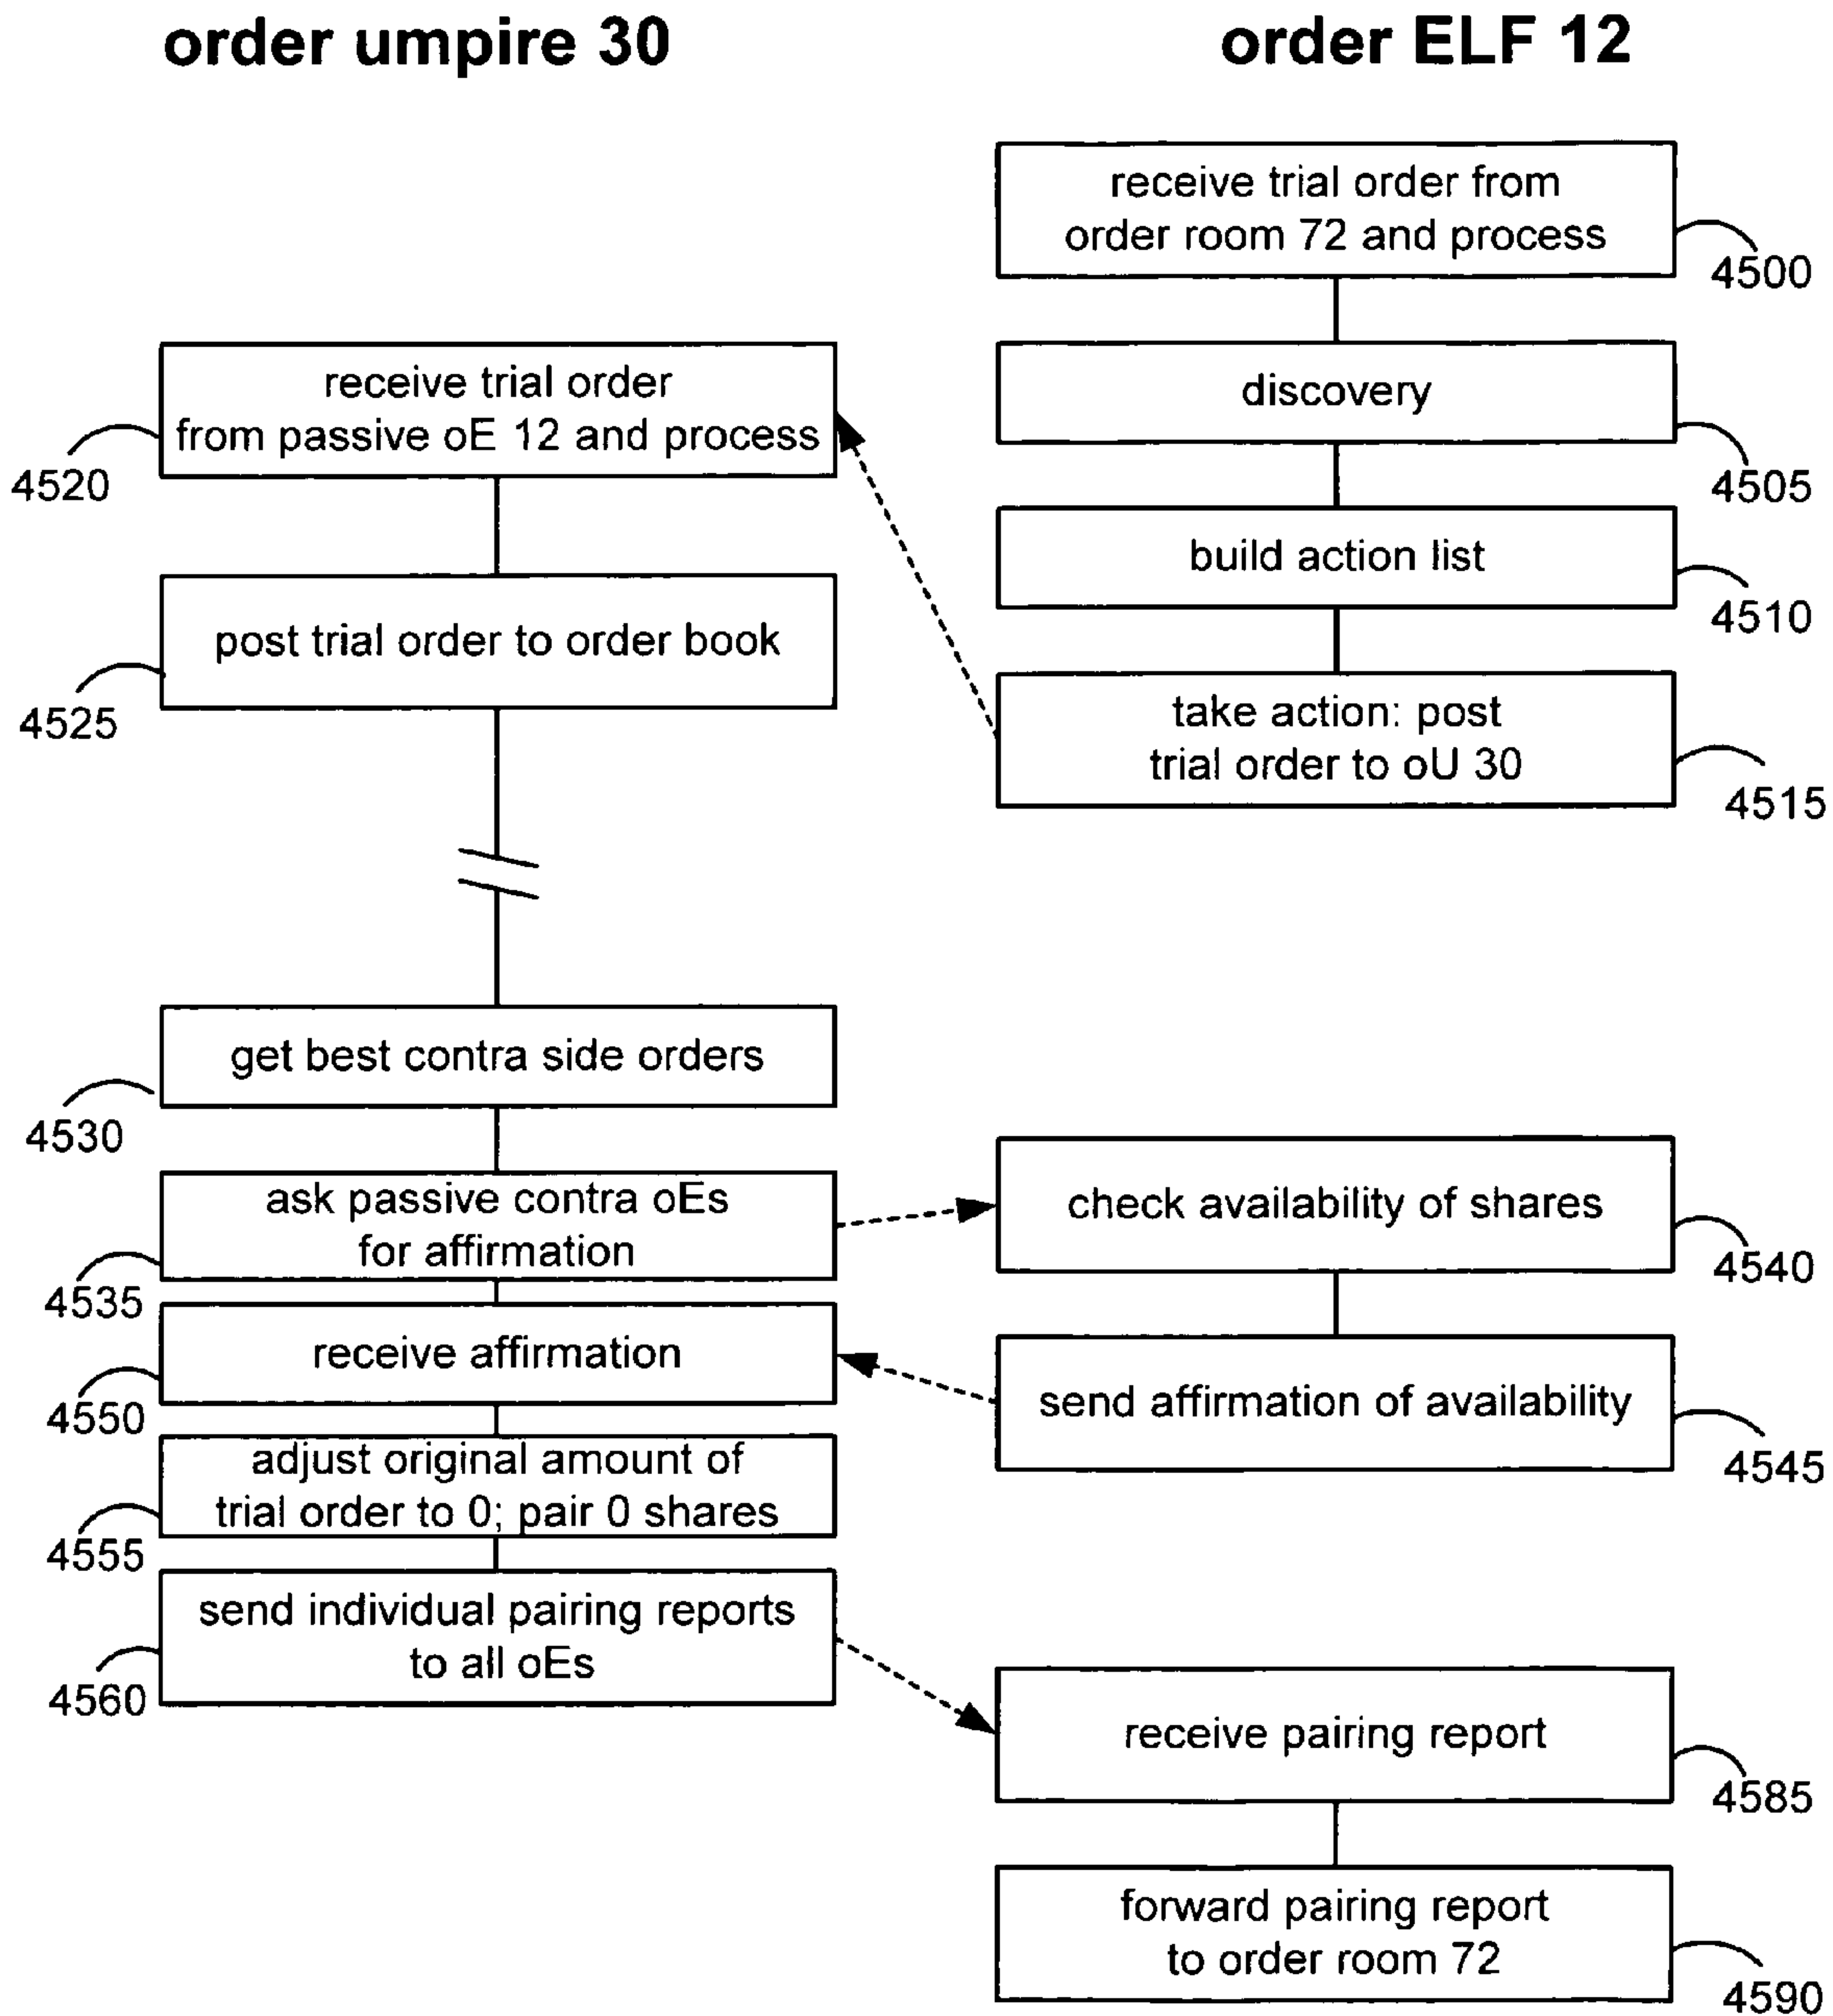 order umpire 30
order ELF 12
receive trial order from
order room 72 and process
4500
discovery
4505
build action list
4510
take action: post
trial order to oU 30
4515
receive trial order
from passive oE 12 and process
4520
post trial order to order book
4525
get best contra side orders
4530
ask passive contra oEs
for affirmation
4535
check availability of shares
4540
send affirmation of availability
4545
receive affirmation
4550
adjust original amount of
trial order to 0; pair 0 shares
4555
send individual pairing reports
to all oEs
4560
receive pairing report
4585
forward pairing report
to order room 72
4590